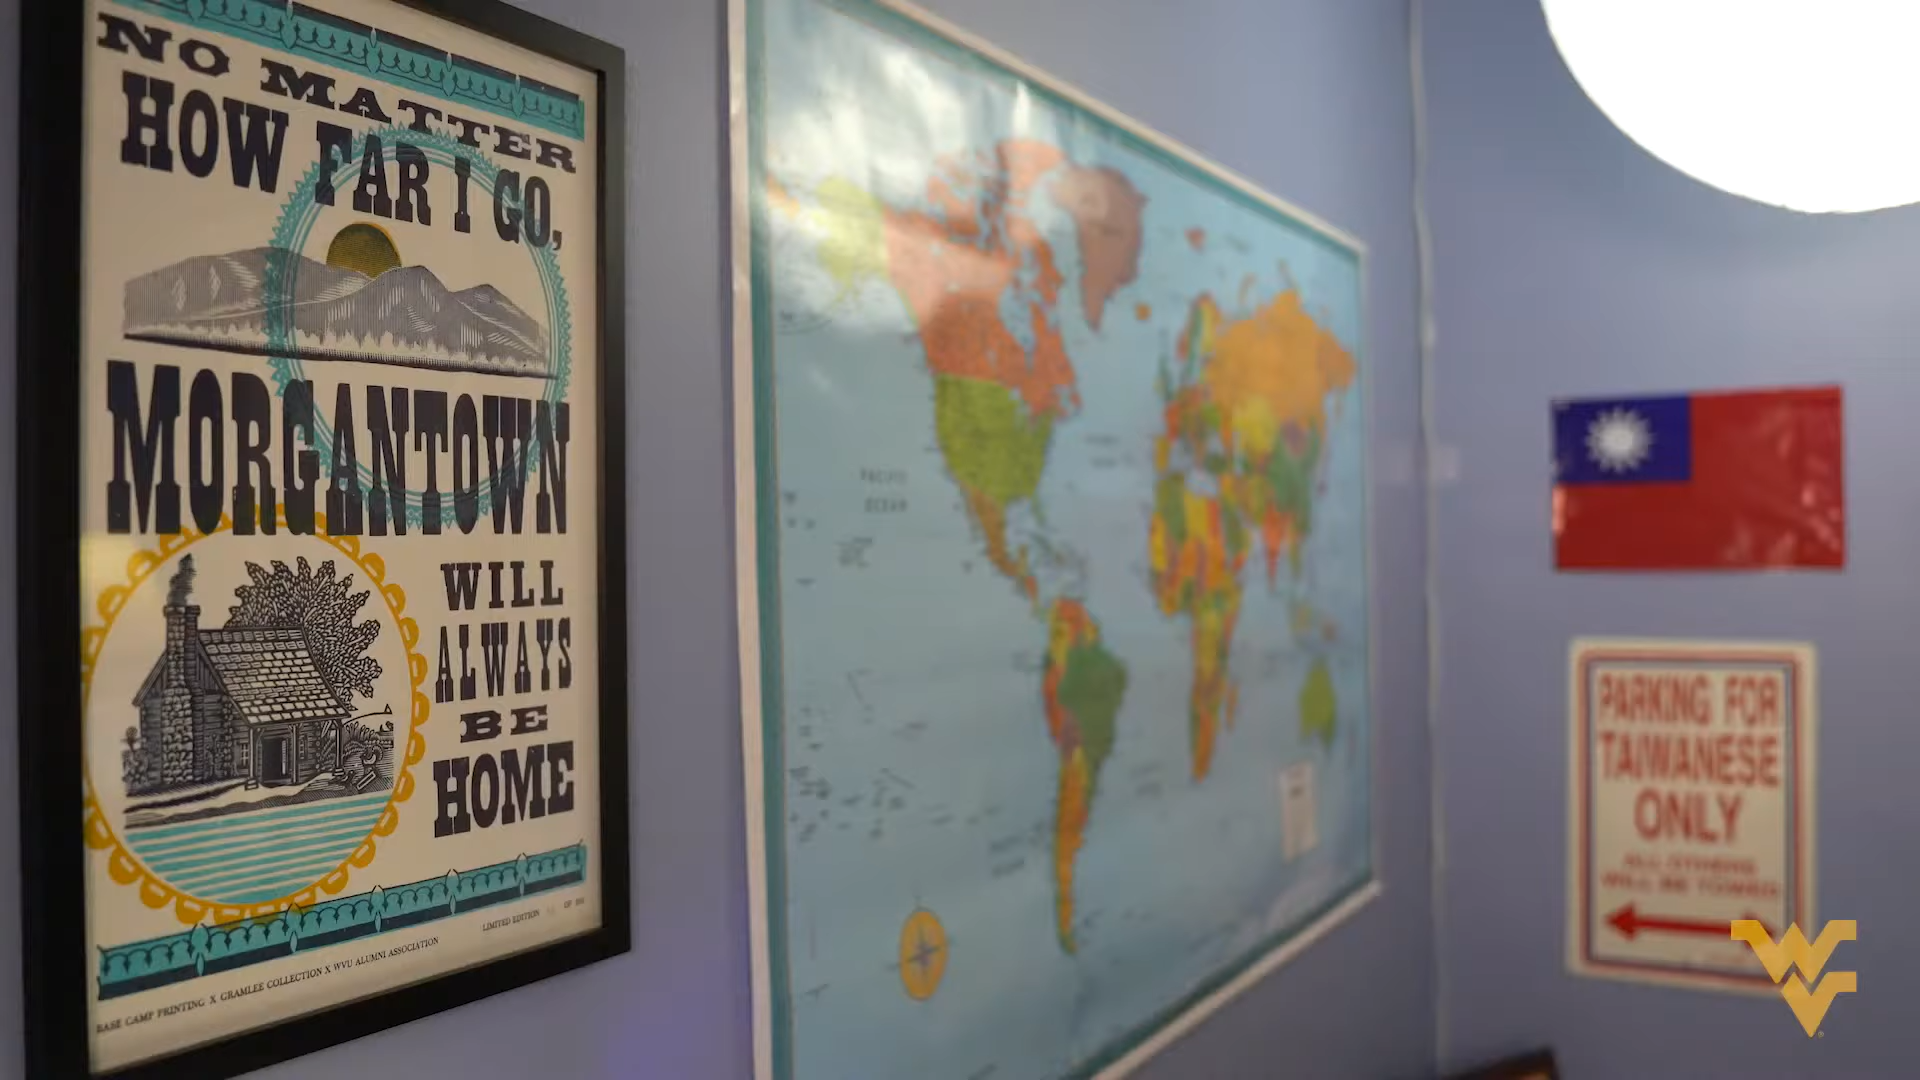 NO MATTER
HOW FAR I GO,
MORGANTOWN
WILL
ALWAYS
BE
HOME
LIMITED EDITION
BASE CAMP PRINTING X GRAMLEE COLLECTION X WVU ALUMNI ASSOCIATION
PACIFIC
OCEAN
PARKING FOR
TAIWANESE
ONLY
ALL OTHERS
WILL BE TOWED
WV